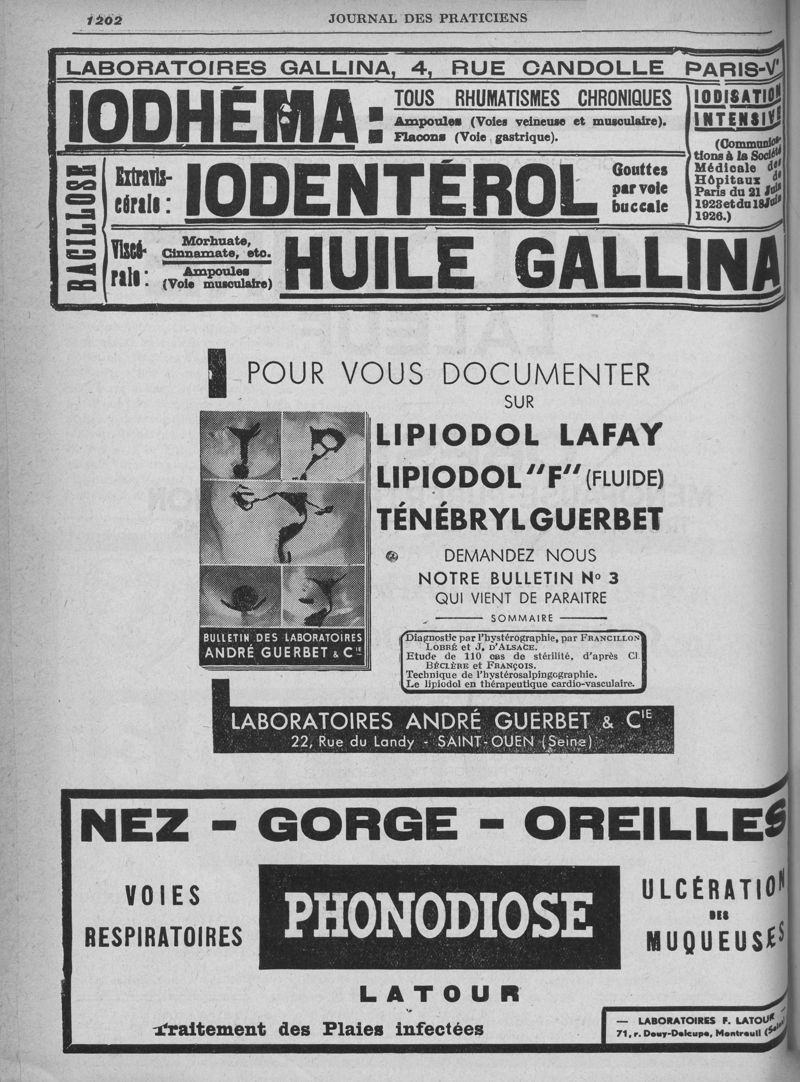 1202
JOURNAL DES PRATICIENS
LABORATOIRES GALLINA, 4, RUE CANDOLLE PARIS-Ve
IODHÉMA:
TOUS RHUMATISMES CHRONIQUES
Ampoules (Voies veineuse et musculaire).
Flacons (Voie gastrique).
IODISATION
INTENSIVE
(Communica-
tions à la Société
Médicale des
Hôpitaux de
Paris du 21 Juin
1923 et du 18 Juin
1926.)
BACILLOSE
Extravis-
cérale:
IODENTÉROL
Gouttes
par voie
buccale
Viscé-
rale:
Morhuate,
Cinnamate, etc.
Ampoules
(Voie musculaire)
HUILE GALLINA
POUR VOUS DOCUMENTER
SUR
LIPIODOL LAFAY
LIPIODOL "F" (FLUIDE)
TÉNÉBRYL GUERBET
DEMANDEZ NOUS
NOTRE BULLETIN No 3
QUI VIENT DE PARAITRE
SOMMAIRE
Diagnostic par l'hystérographie, par FRANCILLON
LOBRÉ et J. D'ALSACE.
Etude de 110 cas de stérilité, d'après Cl.
BÉCLÈRE et FRANÇOIS.
Technique de l'hystérosalpingographie.
Le lipiodol en thérapeutique cardio-vasculaire.
BULLETIN DES LABORATOIRES
ANDRÉ GUERBET & CIE
LABORATOIRES ANDRÉ GUERBET & CIE
22, Rue du Landy - SAINT-OUEN (Seine)
NEZ - GORGE - OREILLES
VOIES
RESPIRATOIRES
PHONODIOSE
ULCÉRATION
DES
MUQUEUSES
LATOUR
Traitement des Plaies infectées
— LABORATOIRES F. LATOUR —
71, r. Douy-Delcupe, Montreuil (Seine)